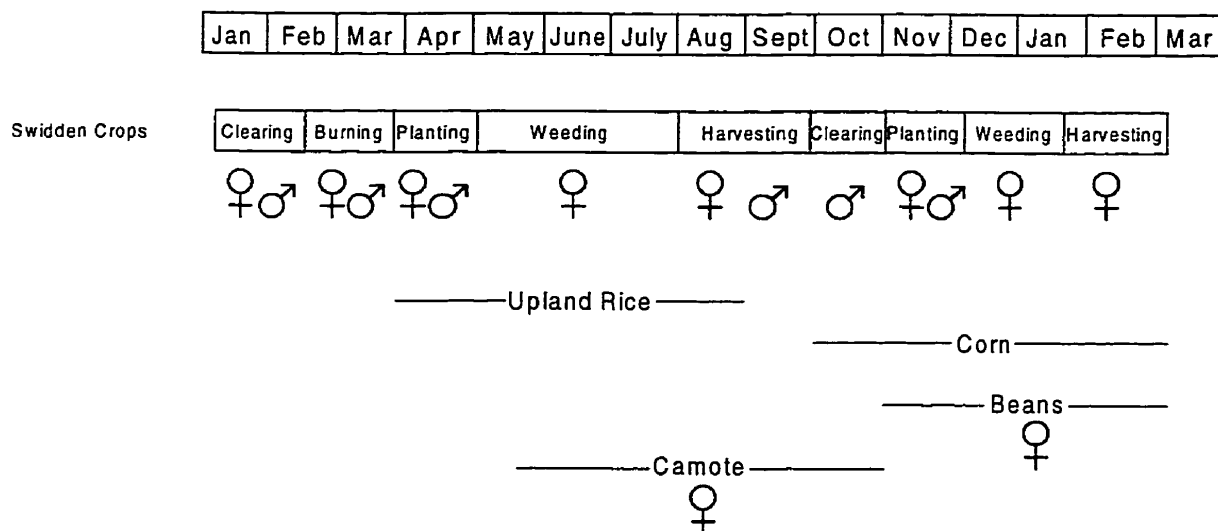 Jan Feb Mar Apr May June July Aug Sept Oct Nov Dec Jan Feb Mar
Swidden Crops Clearing Burning Planting Weeding Harvesting Clearing Planting Weeding Harvesting
♀♂ ♀♂ ♀♂ ♀ ♀ ♂ ♂ ♀♂ ♀ ♀
Upland Rice
Corn
Beans
♀
Camote
♀